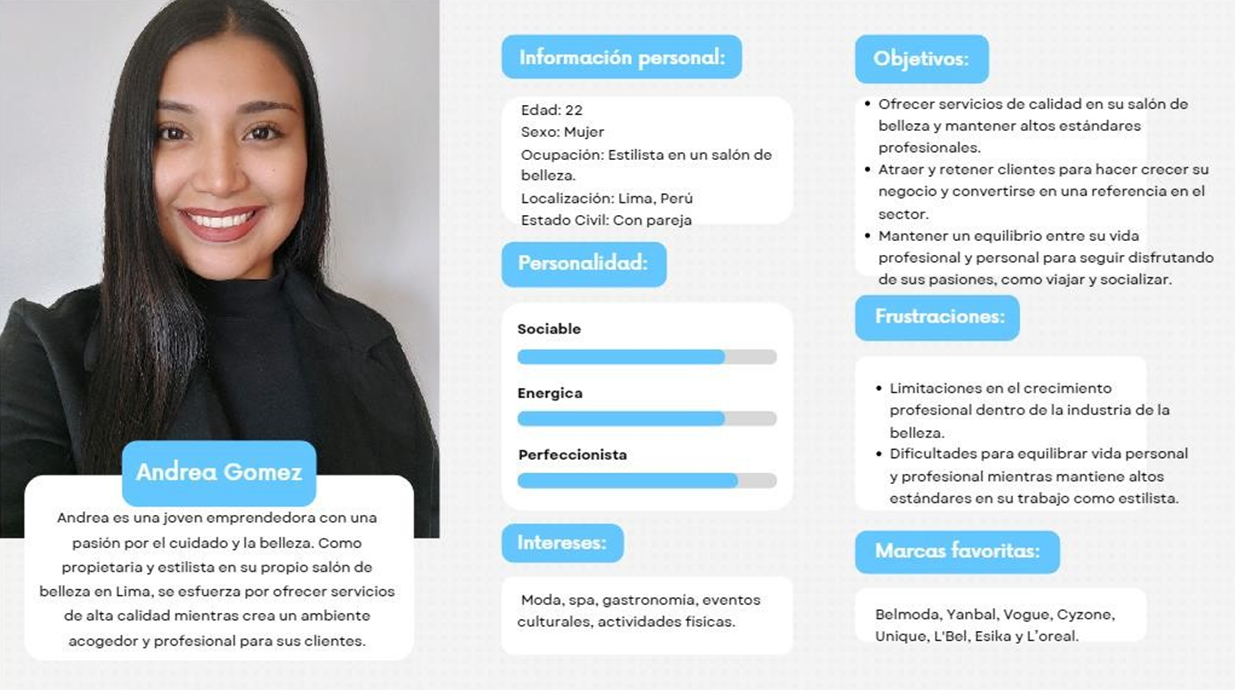 Andrea Gomez
Andrea es una joven emprendedora con una
pasión por el cuidado y la belleza. Como
propietaria y estilista en su propio salón de
belleza en Lima, se esfuerza por ofrecer servicios
de alta calidad mientras crea un ambiente
acogedor y profesional para sus clientes.
Información personal:
Edad: 22
Sexo: Mujer
Ocupación: Estilista en un salón de
belleza.
Localización: Lima, Perú
Estado Civil: Con pareja
Personalidad:
Sociable
Energica
Perfeccionista
Intereses:
Moda, spa, gastronomía, eventos
culturales, actividades físicas.
Objetivos:
• Ofrecer servicios de calidad en su salón de
belleza y mantener altos estándares
profesionales.
• Atraer y retener clientes para hacer crecer su
negocio y convertirse en una referencia en el
sector.
• Mantener un equilibrio entre su vida
profesional y personal para seguir disfrutando
de sus pasiones, como viajar y socializar.
Frustraciones:
• Limitaciones en el crecimiento
profesional dentro de la industria de la
belleza.
• Dificultades para equilibrar vida personal
y profesional mientras mantiene altos
estándares en su trabajo como estilista.
Marcas favoritas:
Belmoda, Yanbal, Vogue, Cyzone,
Unique, L'Bel, Esika y L'oreal.